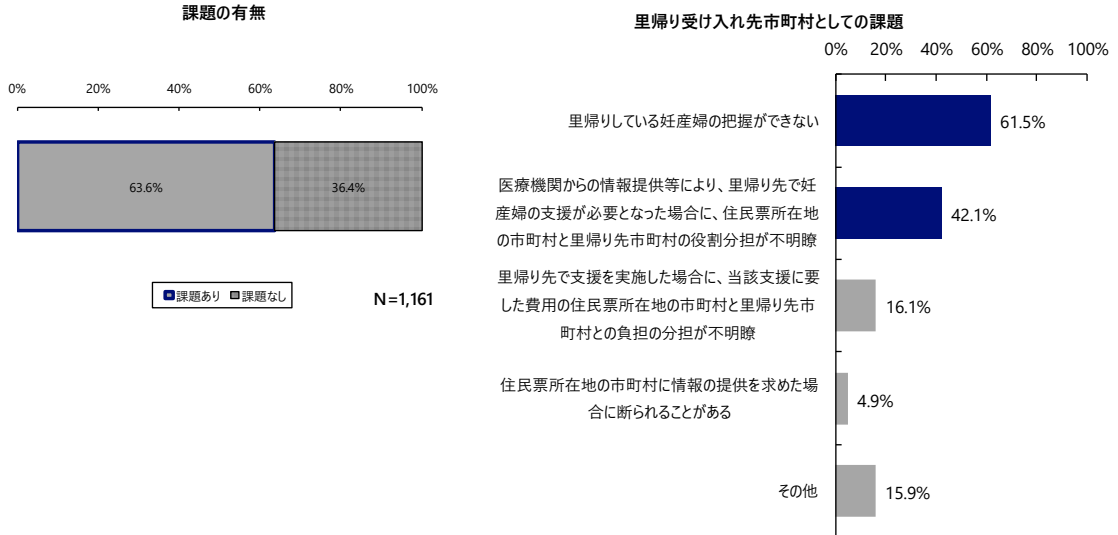 課題の有無
0%
20%
40%
60%
80%
100%
63.6%
36.4%
課題あり
課題なし
N=1,161
里帰り受け入れ先市町村としての課題
0%
20%
40%
60%
80%
100%
里帰りしている妊産婦の把握ができない
61.5%
医療機関からの情報提供等により、里帰り先で妊
産婦の支援が必要となった場合に、住民票所在地
の市町村と里帰り先市町村の役割分担が不明瞭
42.1%
里帰り先で支援を実施した場合に、当該支援に要
した費用の住民票所在地の市町村と里帰り先市
町村との負担の分担が不明瞭
16.1%
住民票所在地の市町村に情報の提供を求めた場
合に断られることがある
4.9%
その他
15.9%